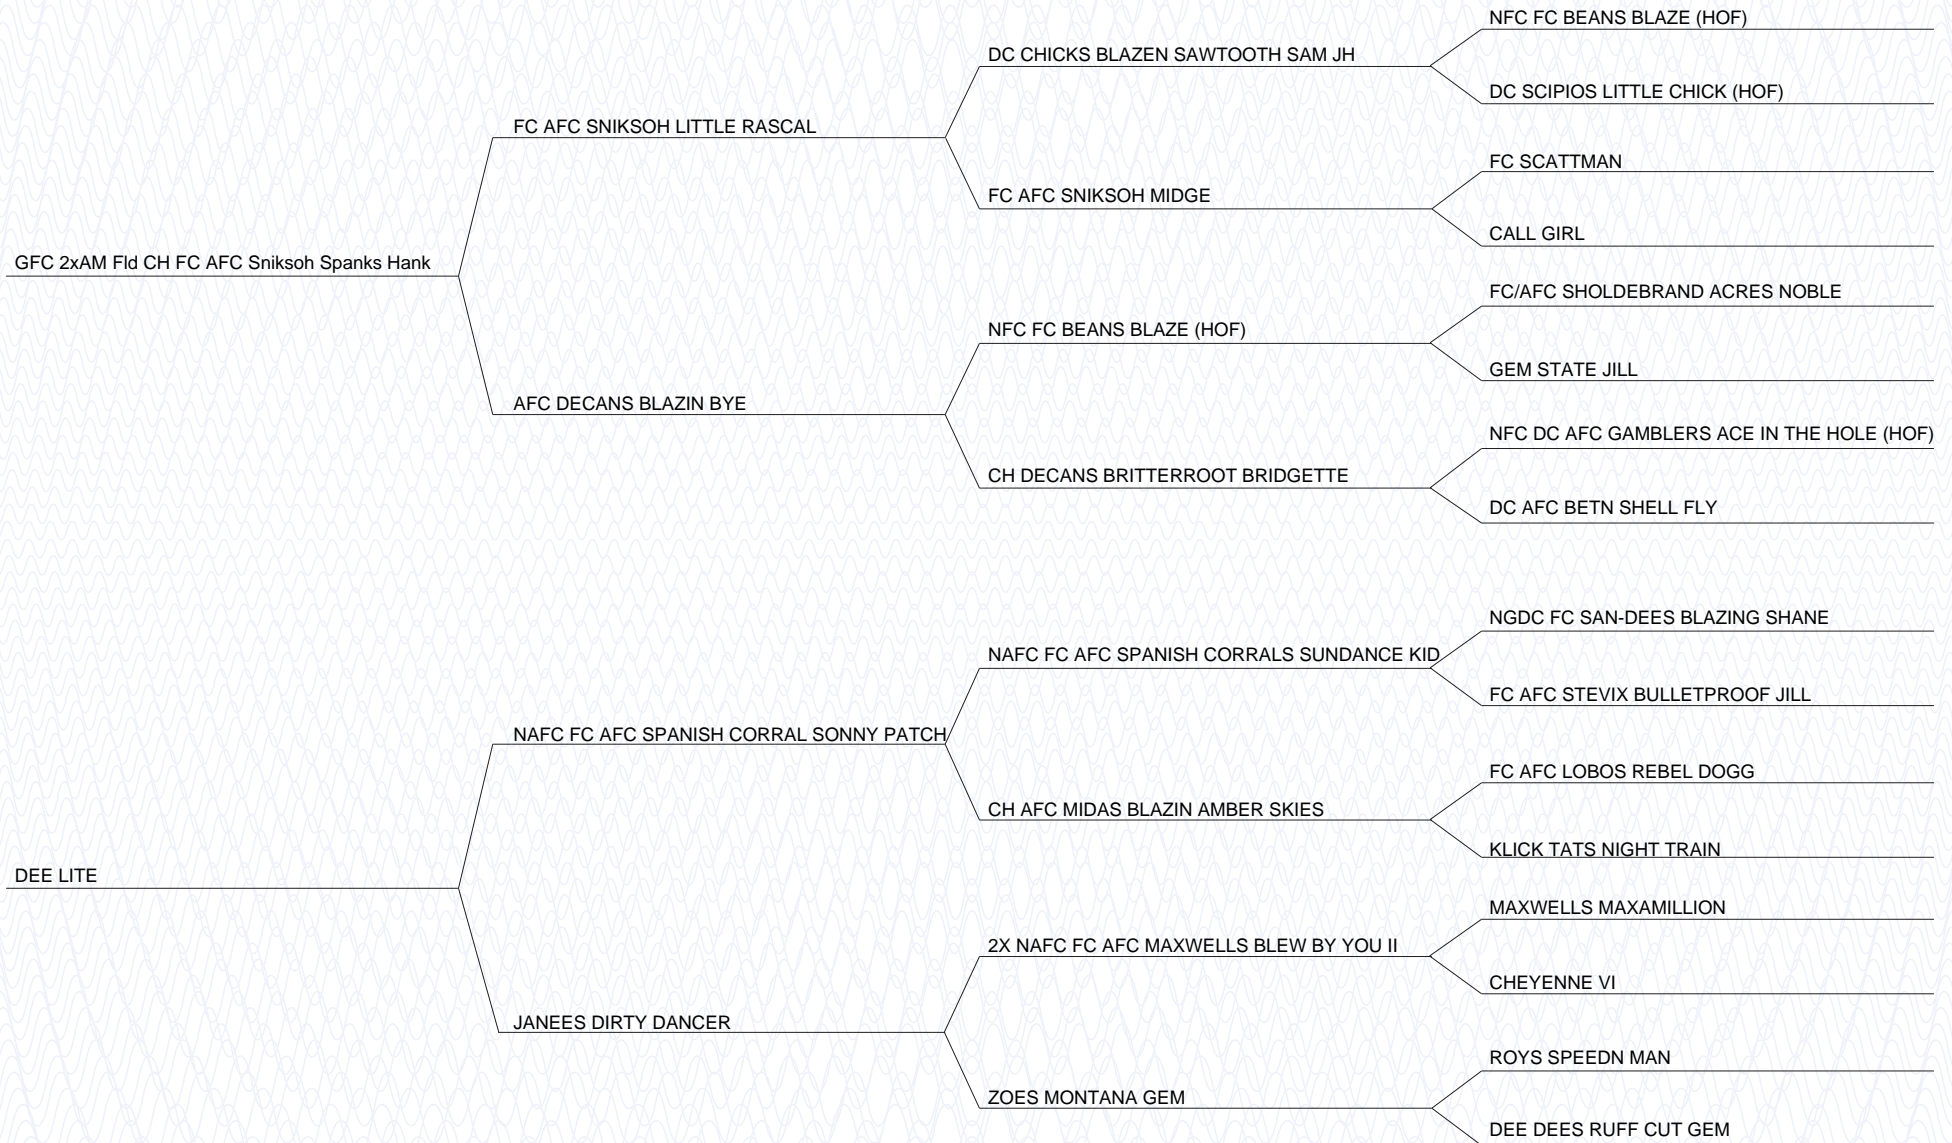 NFC FC BEANS BLAZE (HOF)
DC CHICKS BLAZEN SAWTOOTH SAM JH
DC SCIPIOS LITTLE CHICK (HOF)
FC AFC SNIKSOH LITTLE RASCAL
FC SCATTMAN
FC AFC SNIKSOH MIDGE
CALL GIRL
GFC 2xAM Fld CH FC AFC Sniksoh Spanks Hank
FC/AFC SHOLDEBRAND ACRES NOBLE
NFC FC BEANS BLAZE (HOF)
GEM STATE JILL
AFC DECANS BLAZIN BYE
NFC DC AFC GAMBLERS ACE IN THE HOLE (HOF)
CH DECANS BRITTERROOT BRIDGETTE
DC AFC BETN SHELL FLY
NGDC FC SAN-DEES BLAZING SHANE
NAFC FC AFC SPANISH CORRALS SUNDANCE KID
FC AFC STEVIX BULLETPROOF JILL
NAFC FC AFC SPANISH CORRAL SONNY PATCH
FC AFC LOBOS REBEL DOGG
CH AFC MIDAS BLAZIN AMBER SKIES
KLICK TATS NIGHT TRAIN
DEE LITE
MAXWELLS MAXAMILLION
2X NAFC FC AFC MAXWELLS BLEW BY YOU II
CHEYENNE VI
JANEES DIRTY DANCER
ROYS SPEEDN MAN
ZOES MONTANA GEM
DEE DEES RUFF CUT GEM